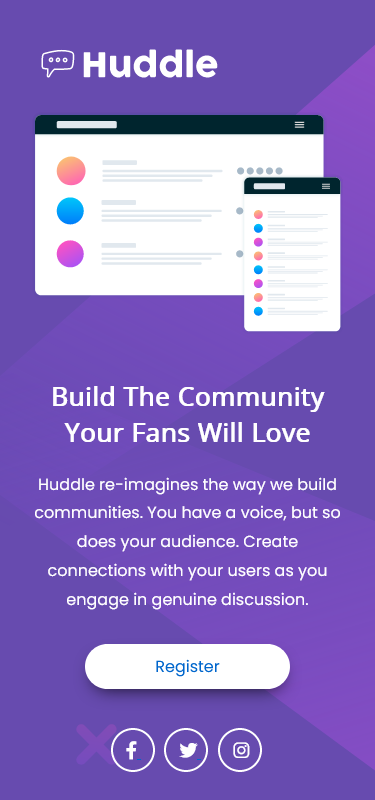 Huddle
Build The Community
Your Fans Will Love
Huddle re-imagines the way we build
communities. You have a voice, but so
does your audience. Create
connections with your users as you
engage in genuine discussion.
Register